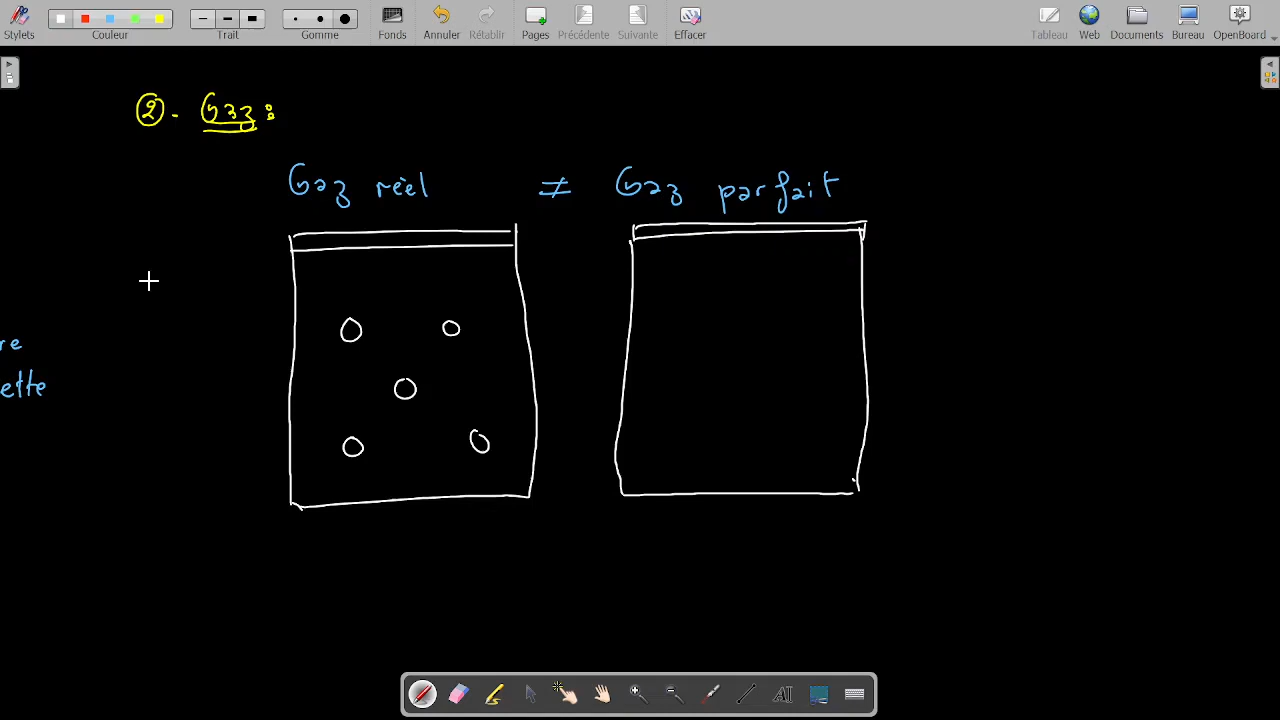 Stylets
Couleur
Trait
Gomme
Fonds
Annuler
Rétablir
Pages
Précédente
Suivante
Effacer
Tableau
Web
Documents
Bureau
OpenBoard
② - Gaz :
Gaz réel ≠ Gaz parfait
re
ette
AI